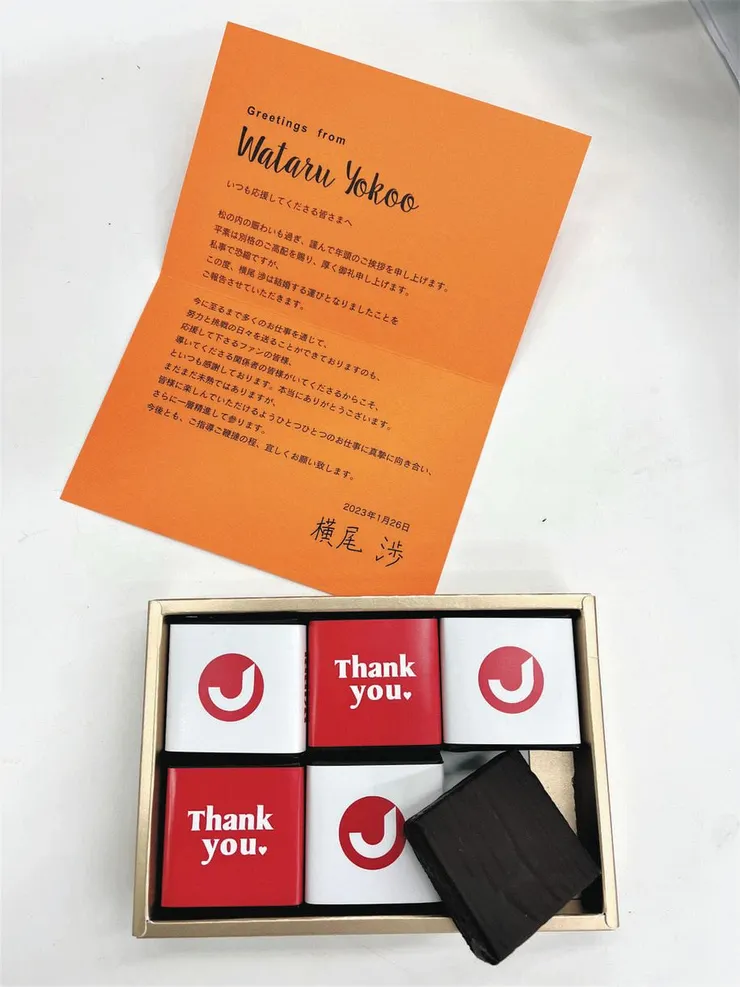 Greetings from
Wataru Yokoo
いつも応援してくださる皆さまへ
松の内の賑わいも過ぎ、謹んで年頭のご挨拶を申し上げます。
平素は別格のご高配を賜り、厚く御礼申し上げます。
私事で恐縮ですが、
この度、横尾 渉は結婚する運びとなりましたことを
ご報告させていただきます。
今に至るまで多くのお仕事を通じて、
努力と挑戦の日々を送ることができておりますのも、
応援して下さるファンの皆様、
導いてくださる関係者の皆様がいてくださるからこそ、
といつも感謝しております。本当にありがとうございます。
まだまだ未熟ではありますが、
皆様に楽しんでいただけるようひとつひとつのお仕事に真摯に向き合い、
さらに一層精進して参ります。
今後とも、ご指導ご鞭撻の程、宜しくお願い致します。
2023年1月26日
横尾 渉
J
Thank
you
J
Thank
you
J